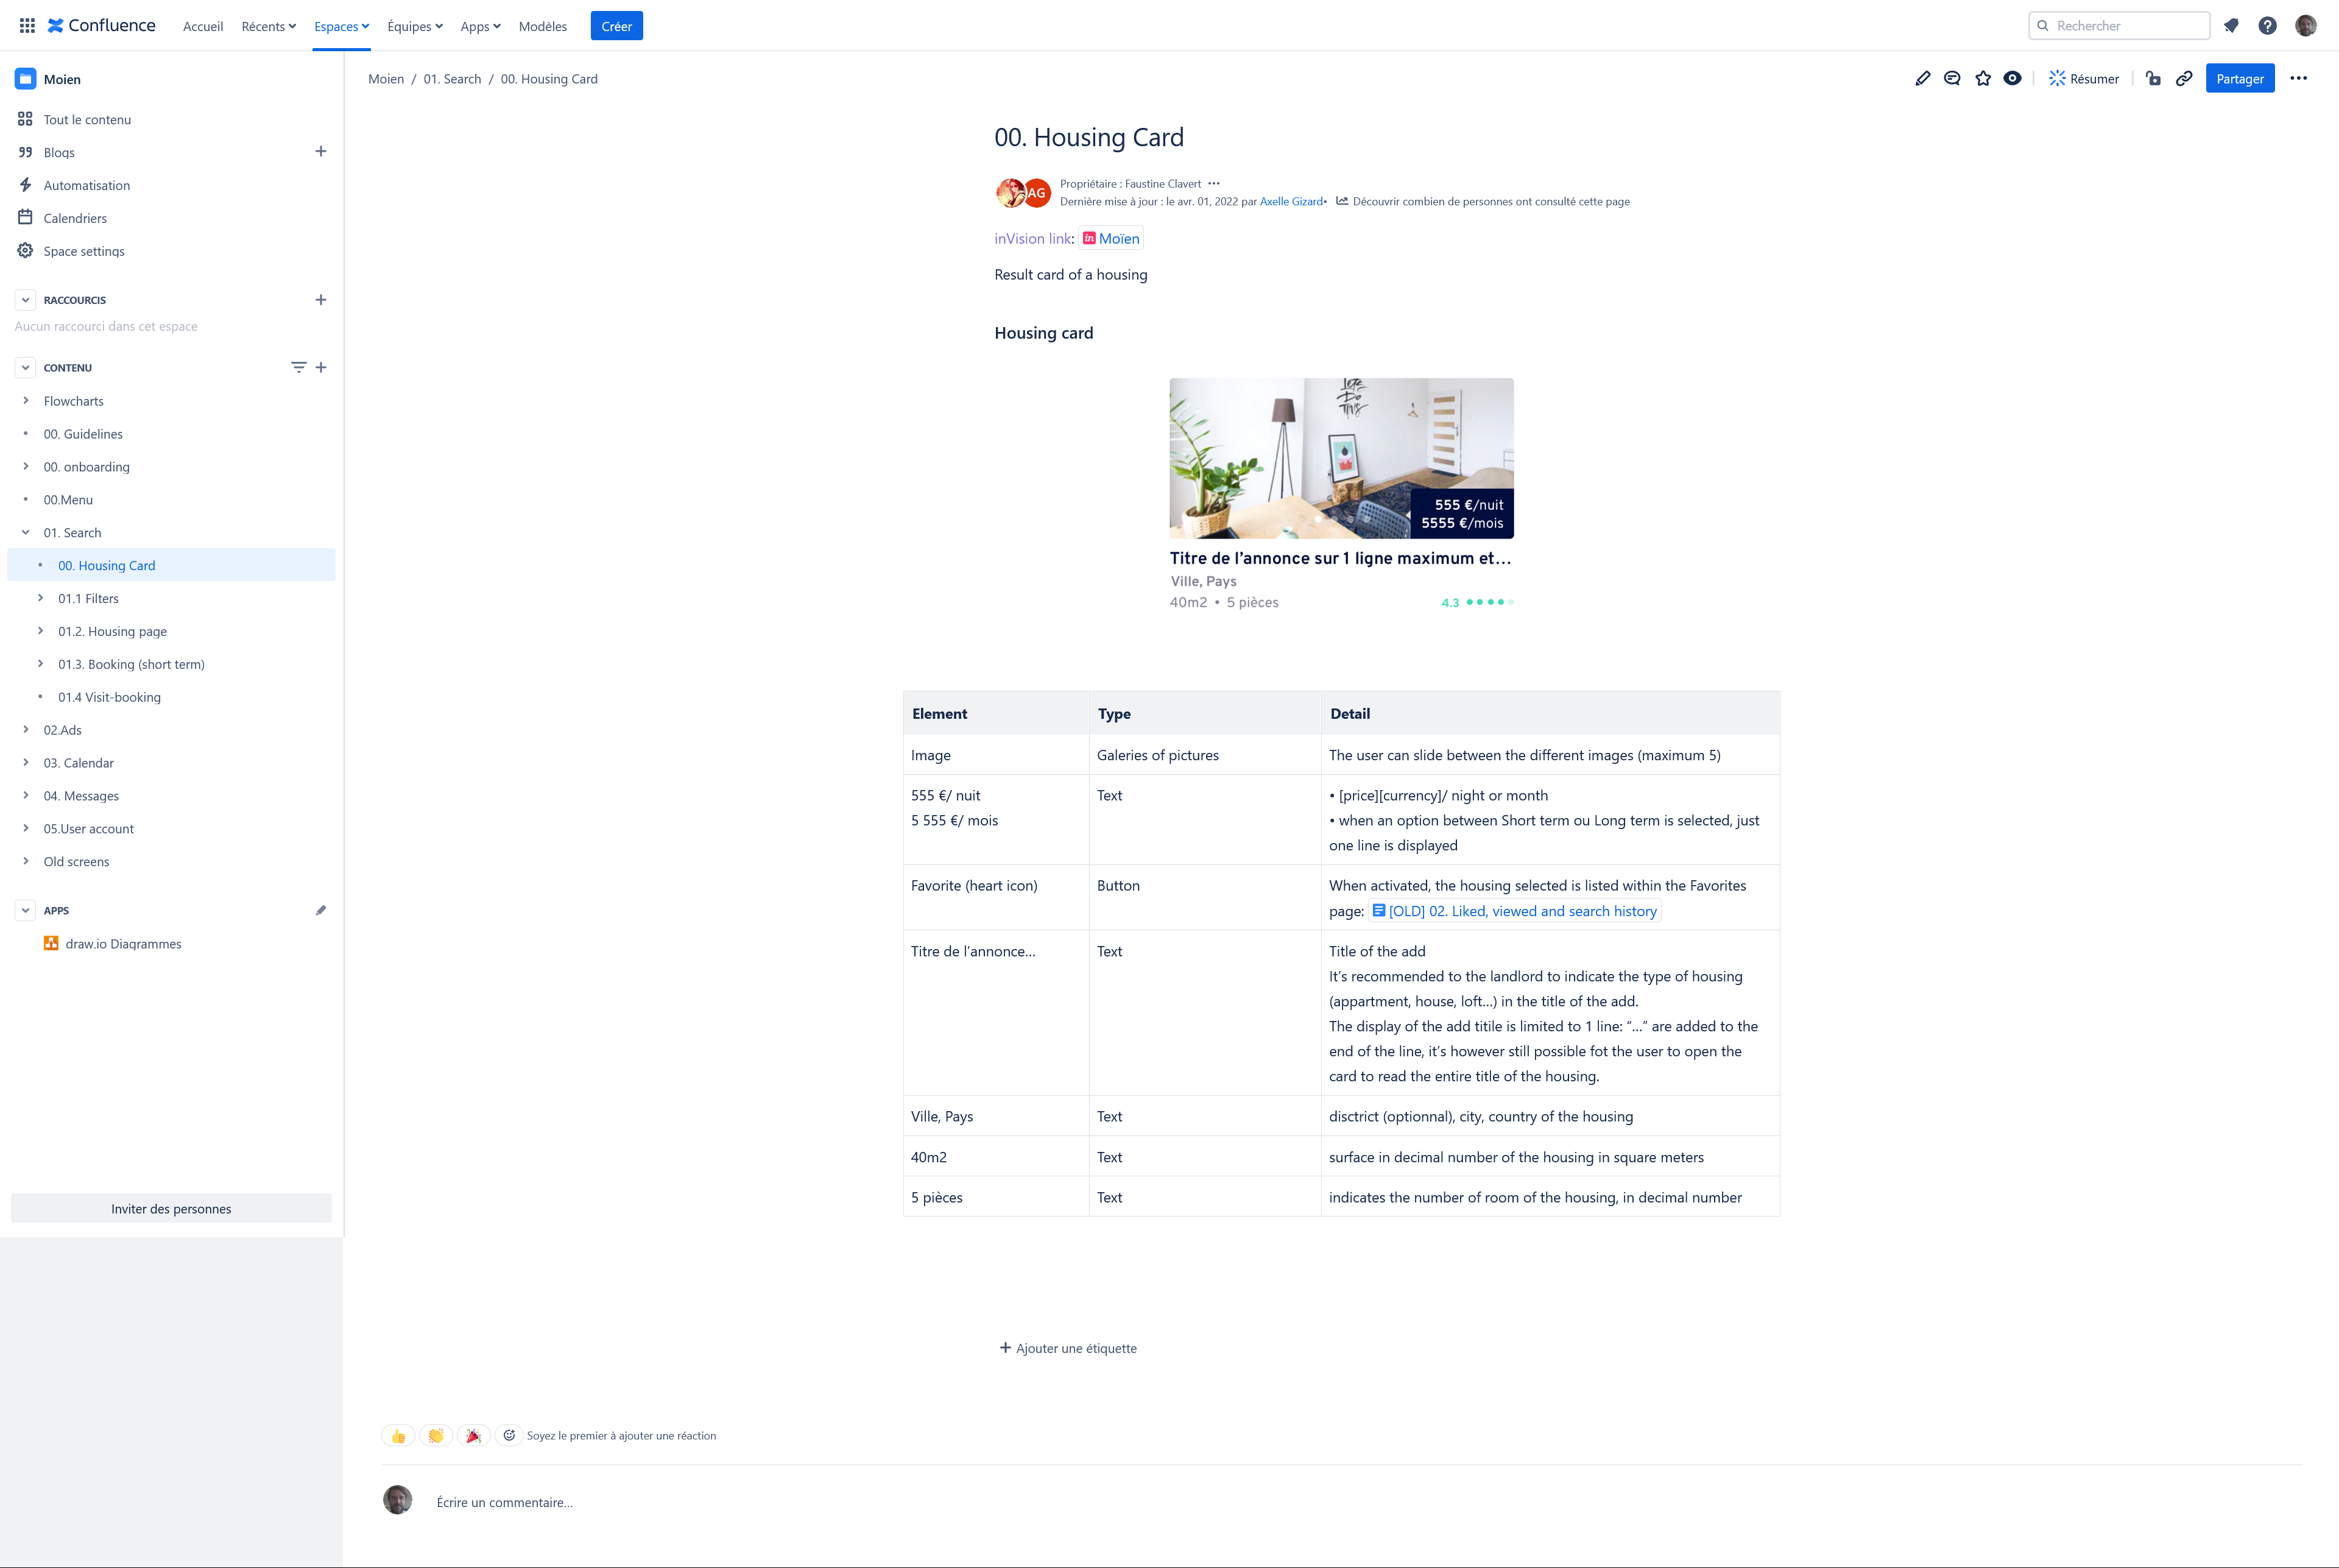 Confluence
Accueil
Récents
Espaces
Équipes
Apps
Modèles
Créer
Rechercher
Moien
Tout le contenu
Blogs
Automatisation
Calendriers
Space settings
RACCOURCIS
Aucun raccourci dans cet espace
CONTENU
Flowcharts
00. Guidelines
00. onboarding
00.Menu
01. Search
00. Housing Card
01.1 Filters
01.2. Housing page
01.3. Booking (short term)
01.4 Visit-booking
02.Ads
03. Calendar
04. Messages
05.User account
Old screens
APPS
draw.io Diagrammes
Inviter des personnes
Moien / 01. Search / 00. Housing Card
Résumer
Partager
00. Housing Card
AG
Propriétaire : Faustine Clavert
Dernière mise à jour : le avr. 01, 2022 par Axelle Gizard• Découvrir combien de personnes ont consulté cette page
inVision link: in Moïen
Result card of a housing
Housing card
LETS
DO
THIS
555 €/nuit
5555 €/mois
Titre de l’annonce sur 1 ligne maximum et…
Ville, Pays
40m2 • 5 pièces
4.3
Element Type Detail
Image Galeries of pictures The user can slide between the different images (maximum 5)
555 €/ nuit Text • [price][currency]/ night or month
5 555 €/ mois • when an option between Short term ou Long term is selected, just
one line is displayed
Favorite (heart icon) Button When activated, the housing selected is listed within the Favorites
page: [OLD] 02. Liked, viewed and search history
Titre de l’annonce… Text Title of the add
It’s recommended to the landlord to indicate the type of housing
(appartment, house, loft…) in the title of the add.
The display of the add titile is limited to 1 line: “…” are added to the
end of the line, it’s however still possible fot the user to open the
card to read the entire title of the housing.
Ville, Pays Text disctrict (optionnal), city, country of the housing
40m2 Text surface in decimal number of the housing in square meters
5 pièces Text indicates the number of room of the housing, in decimal number
Ajouter une étiquette
Soyez le premier à ajouter une réaction
Écrire un commentaire…